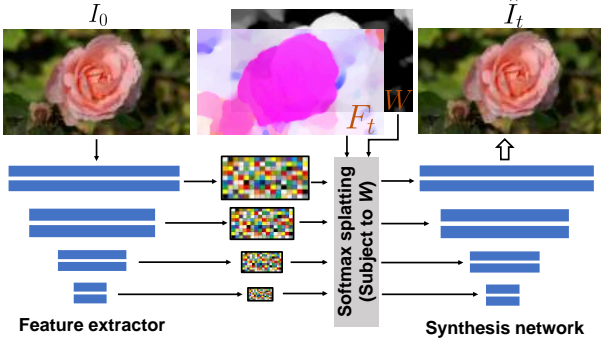 I_0
Î_t
W
F_t
Softmax splatting
(Subject to W)
Feature extractor
Synthesis network